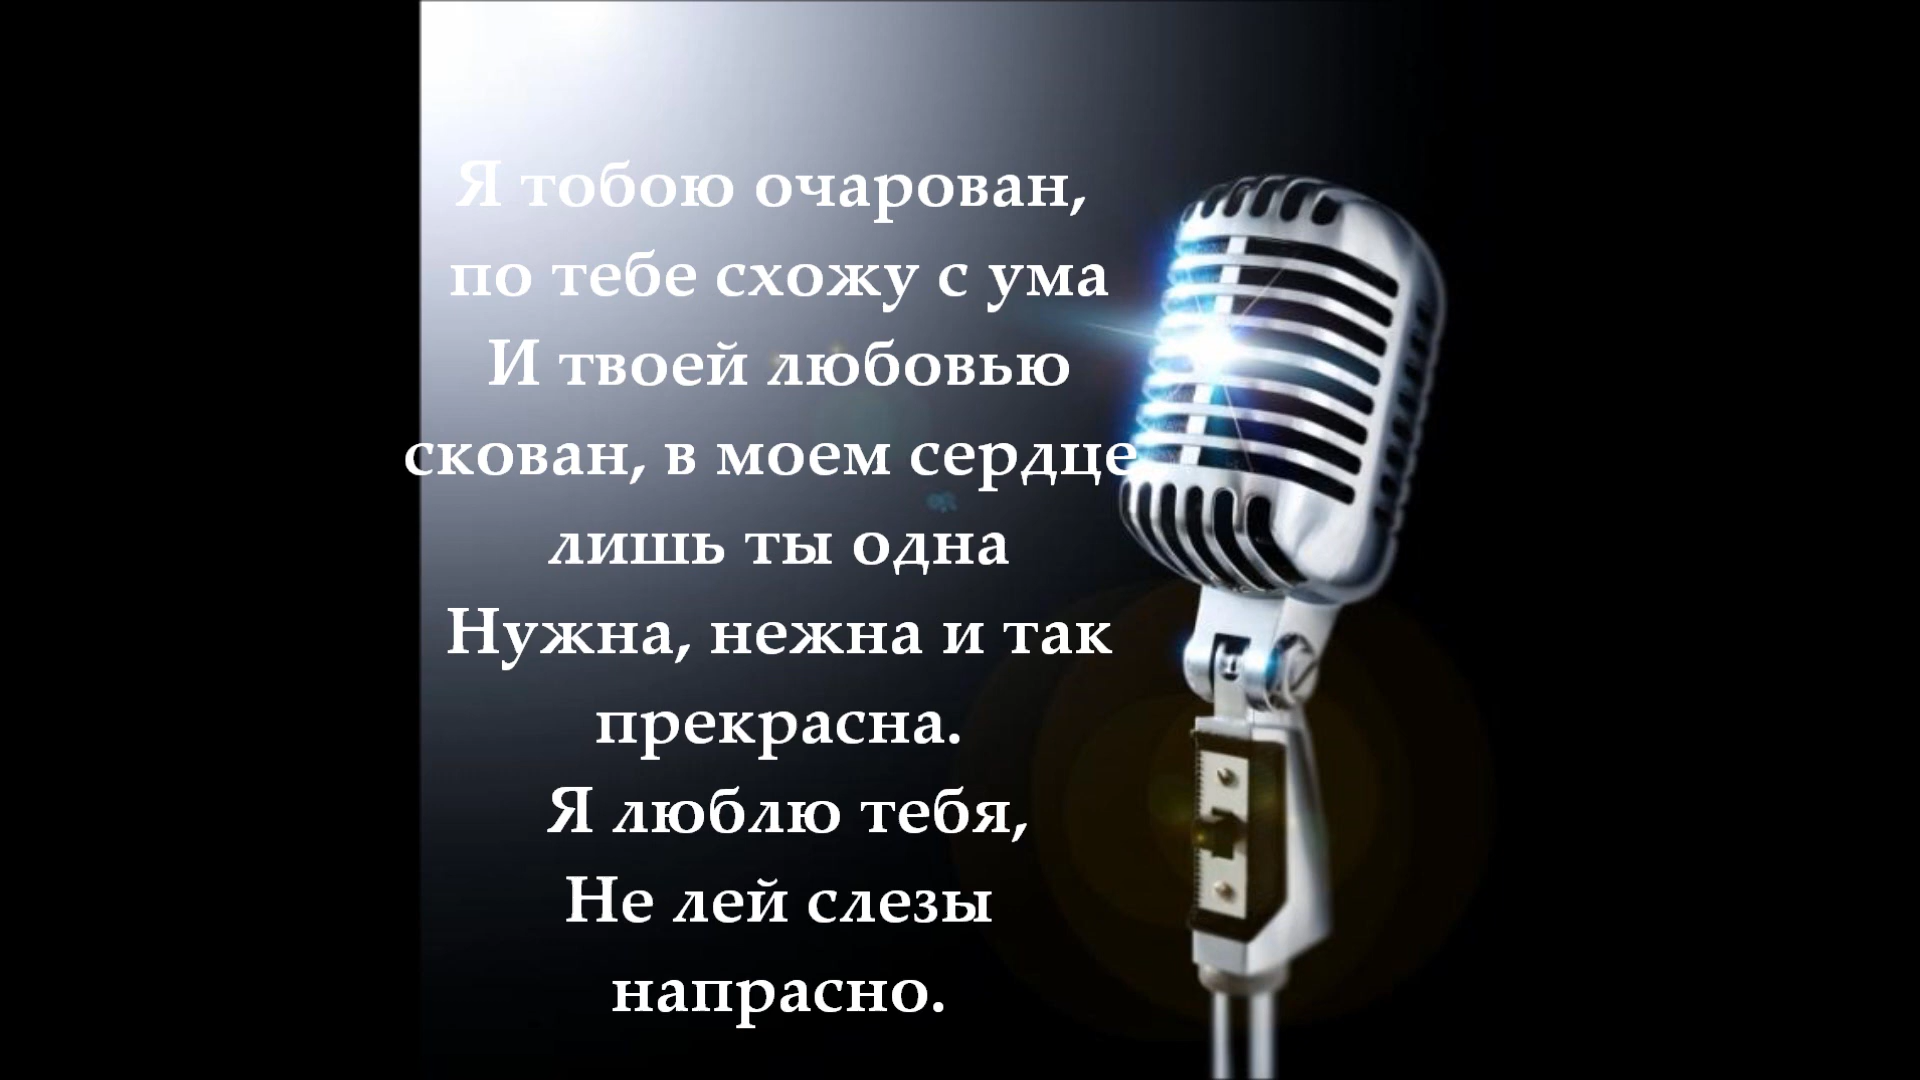 Я тобою очарован,
по тебе схожу с ума
И твоей любовью
скован, в моем сердце
лишь ты одна
Нужна, нежна и так
прекрасна.
Я люблю тебя,
Не лей слезы
напрасно.